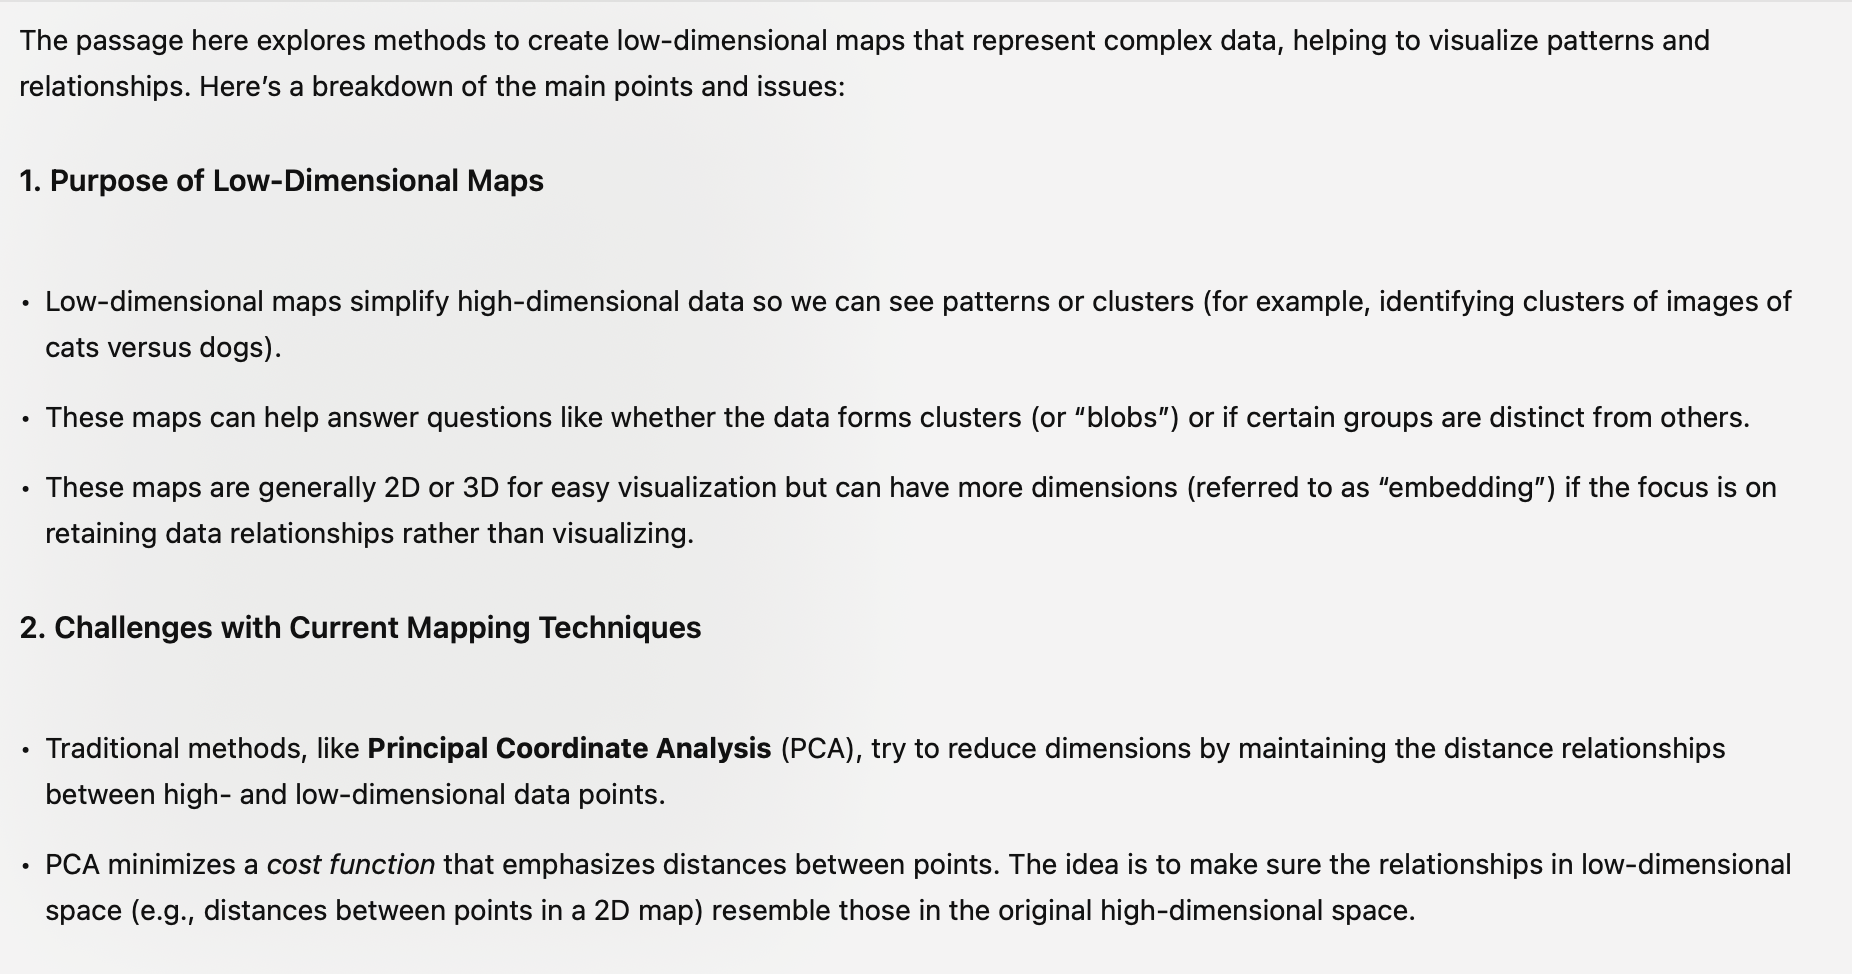 The passage here explores methods to create low-dimensional maps that represent complex data, helping to visualize patterns and
relationships. Here’s a breakdown of the main points and issues:
1. Purpose of Low-Dimensional Maps
• Low-dimensional maps simplify high-dimensional data so we can see patterns or clusters (for example, identifying clusters of images of
cats versus dogs).
• These maps can help answer questions like whether the data forms clusters (or “blobs”) or if certain groups are distinct from others.
• These maps are generally 2D or 3D for easy visualization but can have more dimensions (referred to as “embedding”) if the focus is on
retaining data relationships rather than visualizing.
2. Challenges with Current Mapping Techniques
• Traditional methods, like Principal Coordinate Analysis (PCA), try to reduce dimensions by maintaining the distance relationships
between high- and low-dimensional data points.
• PCA minimizes a cost function that emphasizes distances between points. The idea is to make sure the relationships in low-dimensional
space (e.g., distances between points in a 2D map) resemble those in the original high-dimensional space.